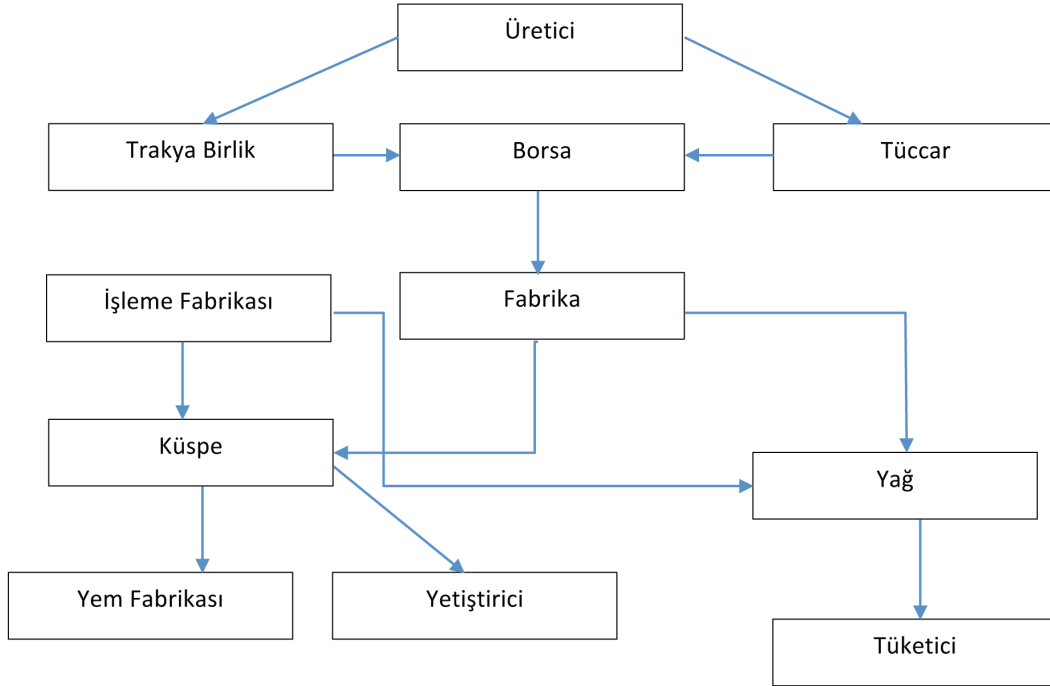 Üretici
Trakya Birlik
Borsa
Tüccar
İşleme Fabrikası
Fabrika
Küspe
Yağ
Yem Fabrikası
Yetiştirici
Tüketici